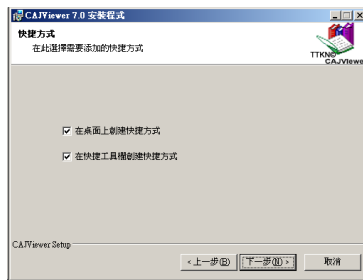 CAJViewer 7.0 安裝程式
快捷方式
在此選擇需要添加的快捷方式
TTKN
CAJViewer
在桌面上創建快捷方式
在快捷工具欄創建快捷方式
CAJViewer Setup
<上一步(B)
下一步(N)>
取消